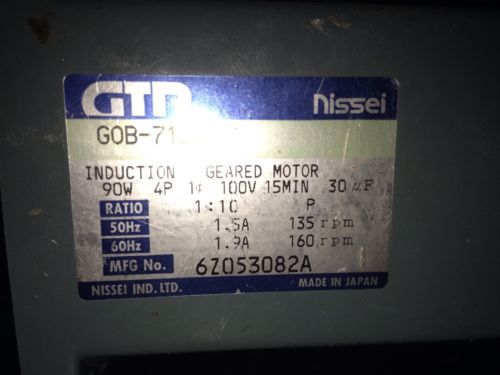 GTR nissei
GOB-71
INDUCTION GEARED MOTOR
90W 4P 1φ 100V 15MIN 30μF
RATIO 1:10 P
50Hz 1.5A 135rpm
60Hz 1.9A 160rpm
MFG No. 6Z053082A
NISSEI IND. LTD. MADE IN JAPAN